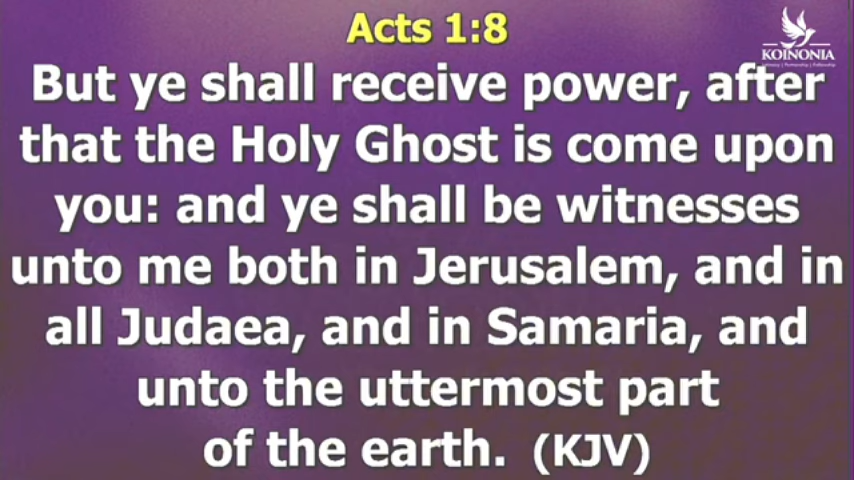 Acts 1:8
KOINONIA
But ye shall receive power, after
that the Holy Ghost is come upon
you: and ye shall be witnesses
unto me both in Jerusalem, and in
all Judaea, and in Samaria, and
unto the uttermost part
of the earth. (KJV)